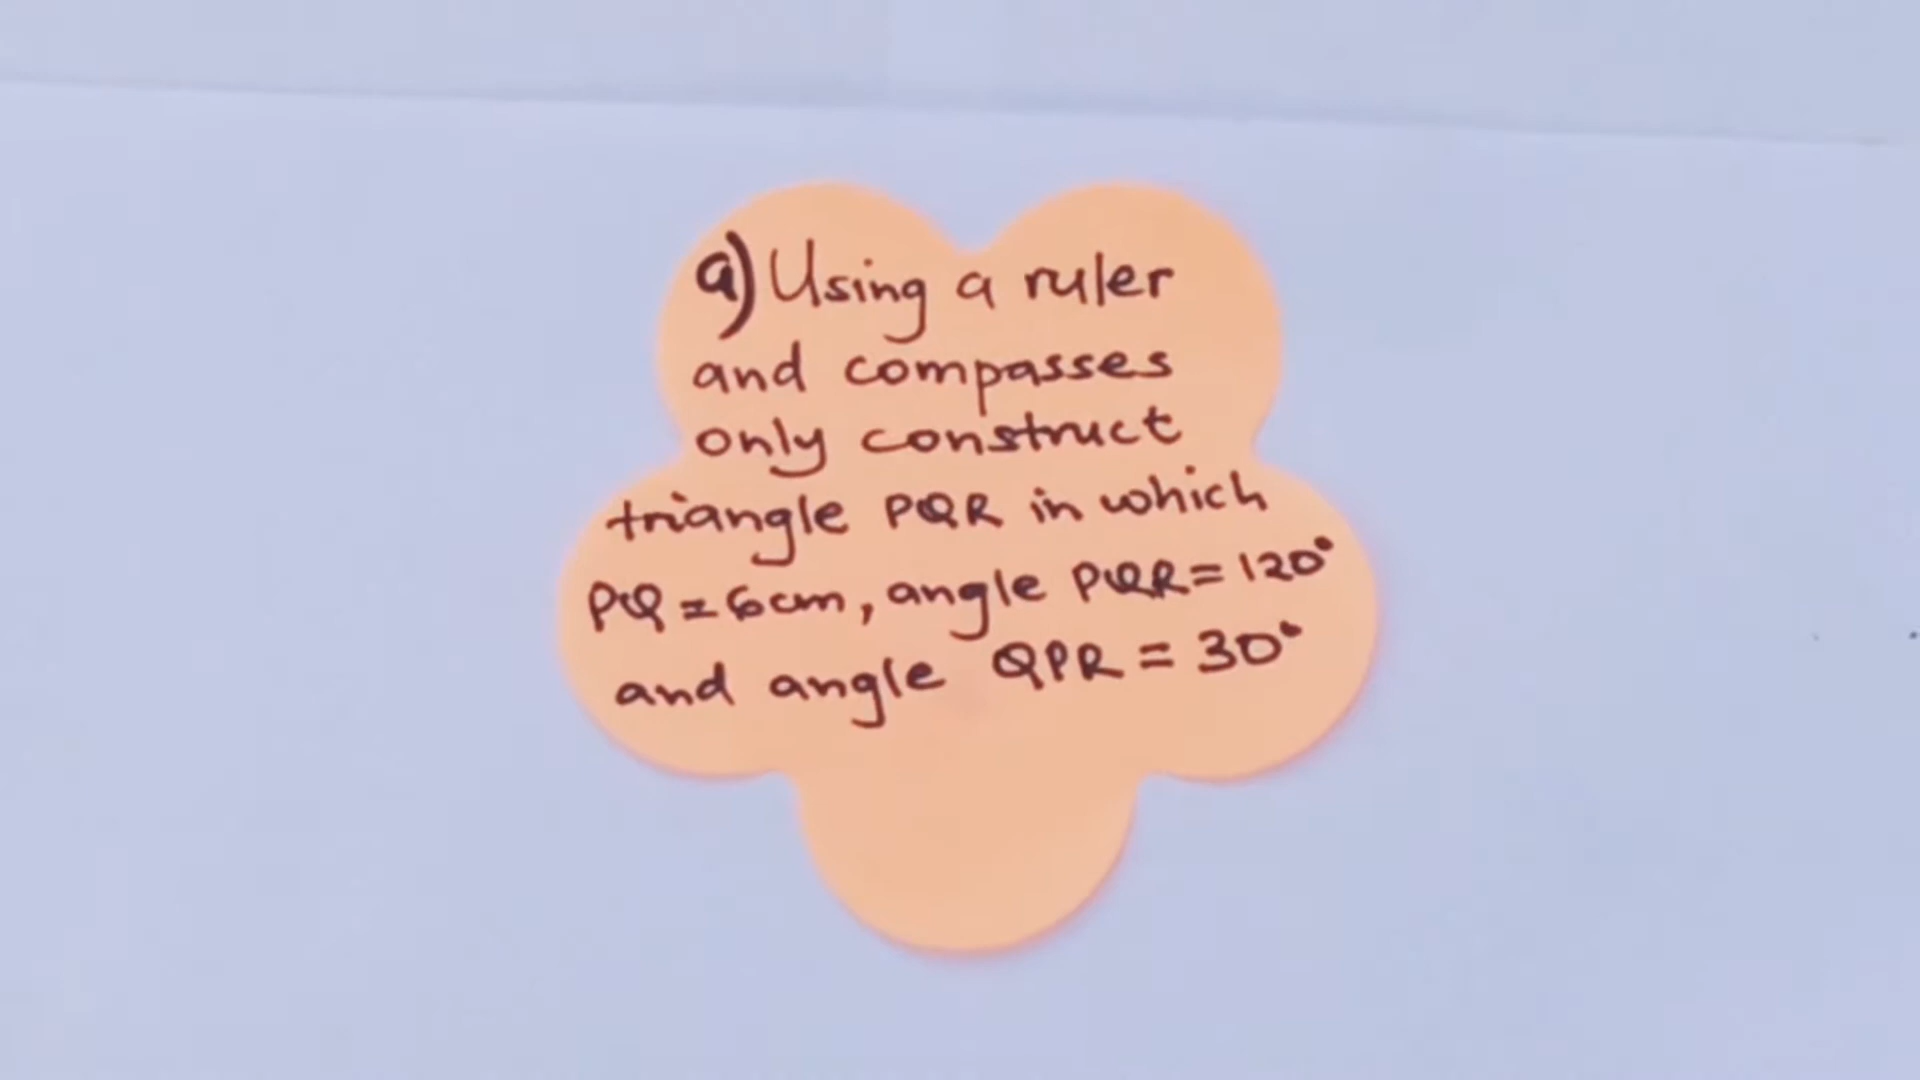 a) Using a ruler
and compasses
only construct
triangle PQR in which
PQ = 6cm, angle PQR = 120°
and angle QPR = 30°